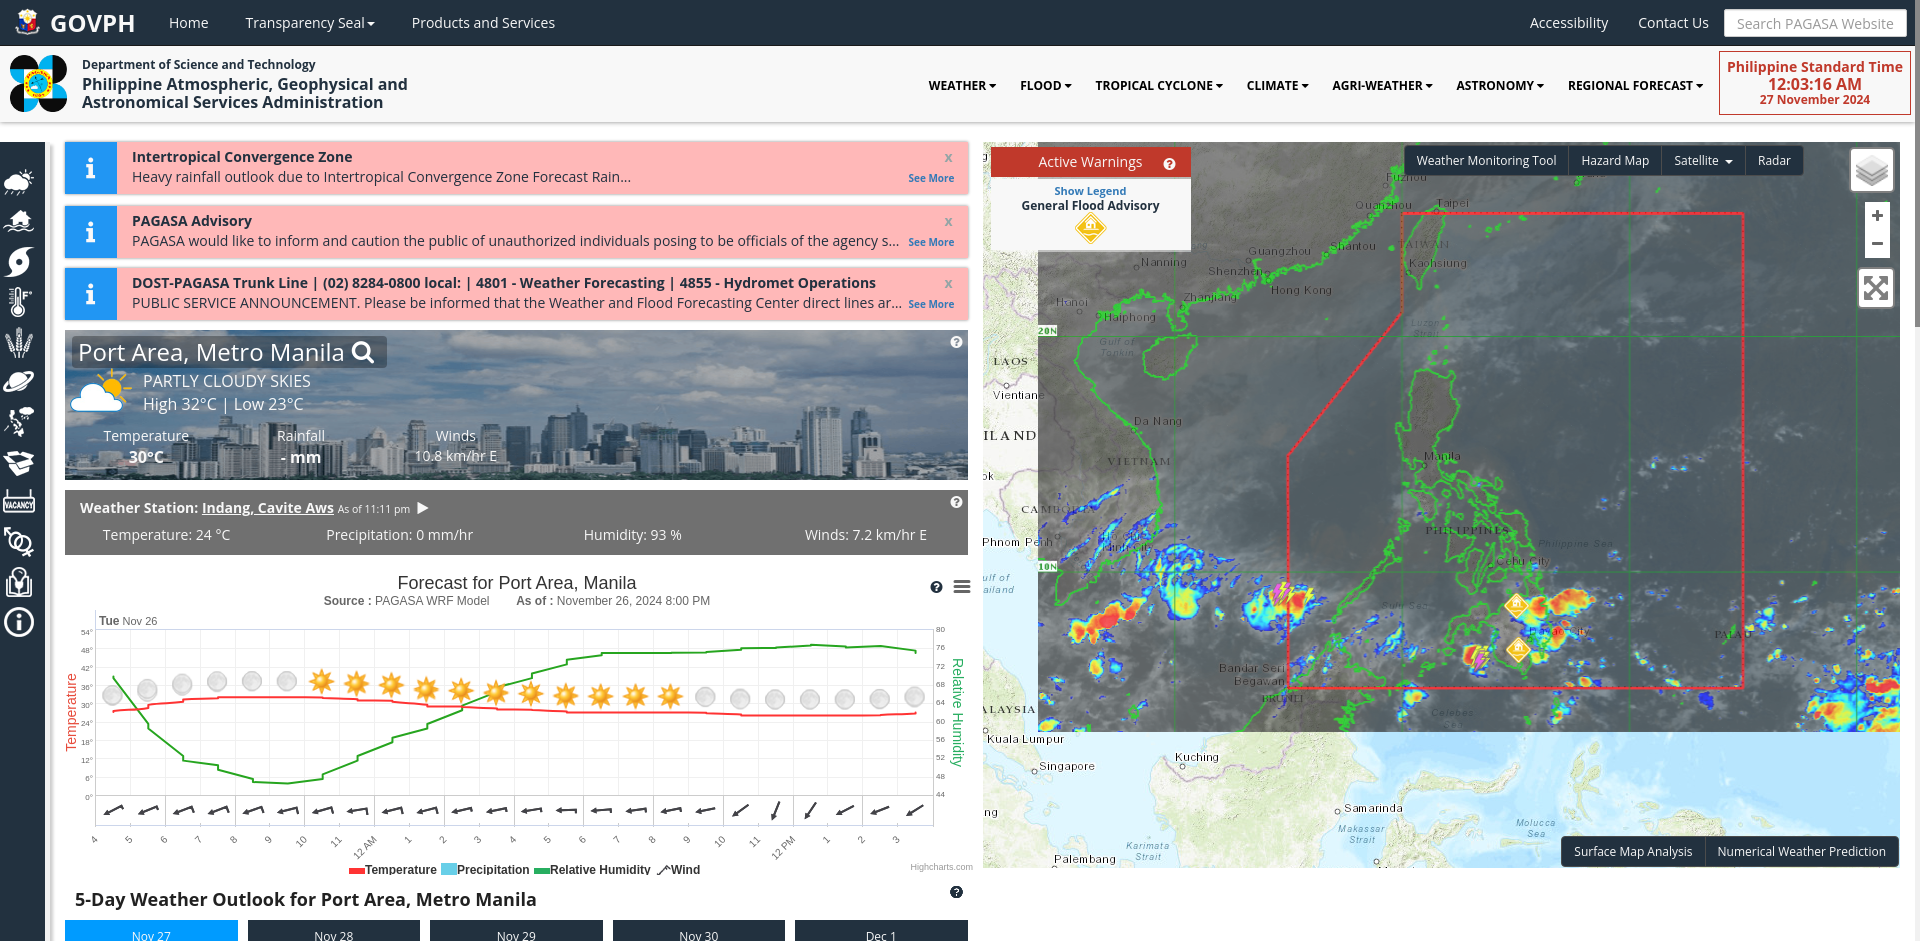 GOVPH
Home
Transparency Seal
Products and Services
Accessibility
Contact Us
Search PAGASA Website
Department of Science and Technology
Philippine Atmospheric, Geophysical and
Astronomical Services Administration
WEATHER
FLOOD
TROPICAL CYCLONE
CLIMATE
AGRI-WEATHER
ASTRONOMY
REGIONAL FORECAST
Philippine Standard Time
12:03:16 AM
27 November 2024
Intertropical Convergence Zone
x
Heavy rainfall outlook due to Intertropical Convergence Zone Forecast Rain...
See More
PAGASA Advisory
x
PAGASA would like to inform and caution the public of unauthorized individuals posing to be officials of the agency s...
See More
DOST-PAGASA Trunk Line | (02) 8284-0800 local: | 4801 - Weather Forecasting | 4855 - Hydromet Operations
x
PUBLIC SERVICE ANNOUNCEMENT. Please be informed that the Weather and Flood Forecasting Center direct lines ar...
See More
Port Area, Metro Manila
PARTLY CLOUDY SKIES
High 32°C | Low 23°C
Temperature
30°C
Rainfall
- mm
Winds
10.8 km/hr E
VACANCY
Weather Station: Indang, Cavite Aws As of 11:11 pm
Temperature: 24 °C
Precipitation: 0 mm/hr
Humidity: 93 %
Winds: 7.2 km/hr E
Forecast for Port Area, Manila
Source : PAGASA WRF Model As of : November 26, 2024 8:00 PM
Tue Nov 26
Temperature
54°
48°
42°
36°
30°
24°
18°
12°
6°
0°
80
76
72
68
64
60
56
52
48
44
Relative Humidity
4 5 6 7 8 9 10 11 12 AM 1 2 3 4 5 6 7 8 9 10 11 12 PM 1 2 3
Temperature Precipitation Relative Humidity Wind
Highcharts.com
5-Day Weather Outlook for Port Area, Metro Manila
Nov 27
Nov 28
Nov 29
Nov 30
Dec 1
Active Warnings
Show Legend
General Flood Advisory
Weather Monitoring Tool
Hazard Map
Satellite
Radar
+
−
Fuzhou
Quanzhou
Taipei
Shantou
TAIWAN
Guangzhou
Kaohsiung
Nanning
Shenzhen
Hong Kong
Hanoi
Zhanjiang
Haiphong
20N
Luzon
Strait
Gulf of
Tonkin
LAOS
Vientiane
Da Nang
ILAND
VIETNAM
Manila
ok
CAMBODIA
PHILIPPINES
Phnom Penh
Philippine Sea
Cebu City
10N
ulf of
ailand
Sulu Sea
PALAU
Bandar Seri
Begawan
BRUNEI
ALAYSIA
Celebes
Sea
Kuala Lumpur
Kuching
Singapore
Samarinda
ng
Makassar
Strait
Molucca
Sea
Karimata
Strait
Palembang
Surface Map Analysis
Numerical Weather Prediction